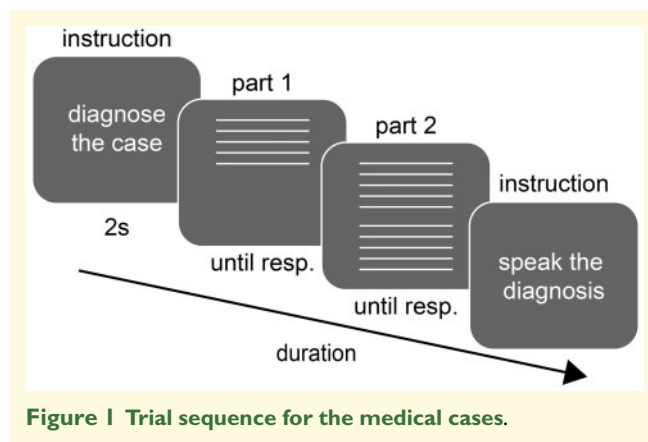 instruction
diagnose
the case
2s
part 1
until resp.
part 2
until resp.
instruction
speak the
diagnosis
duration
Figure 1 Trial sequence for the medical cases.